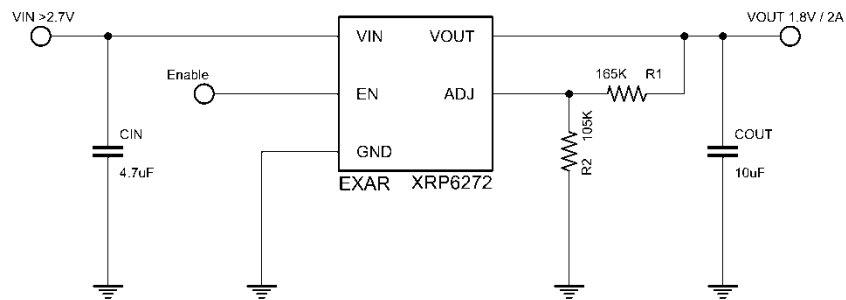 VIN >2.7V
VOUT 1.8V / 2A
VIN
VOUT
Enable
165K R1
EN
ADJ
105K
R2
CIN
4.7uF
GND
COUT
10uF
EXAR XRP6272